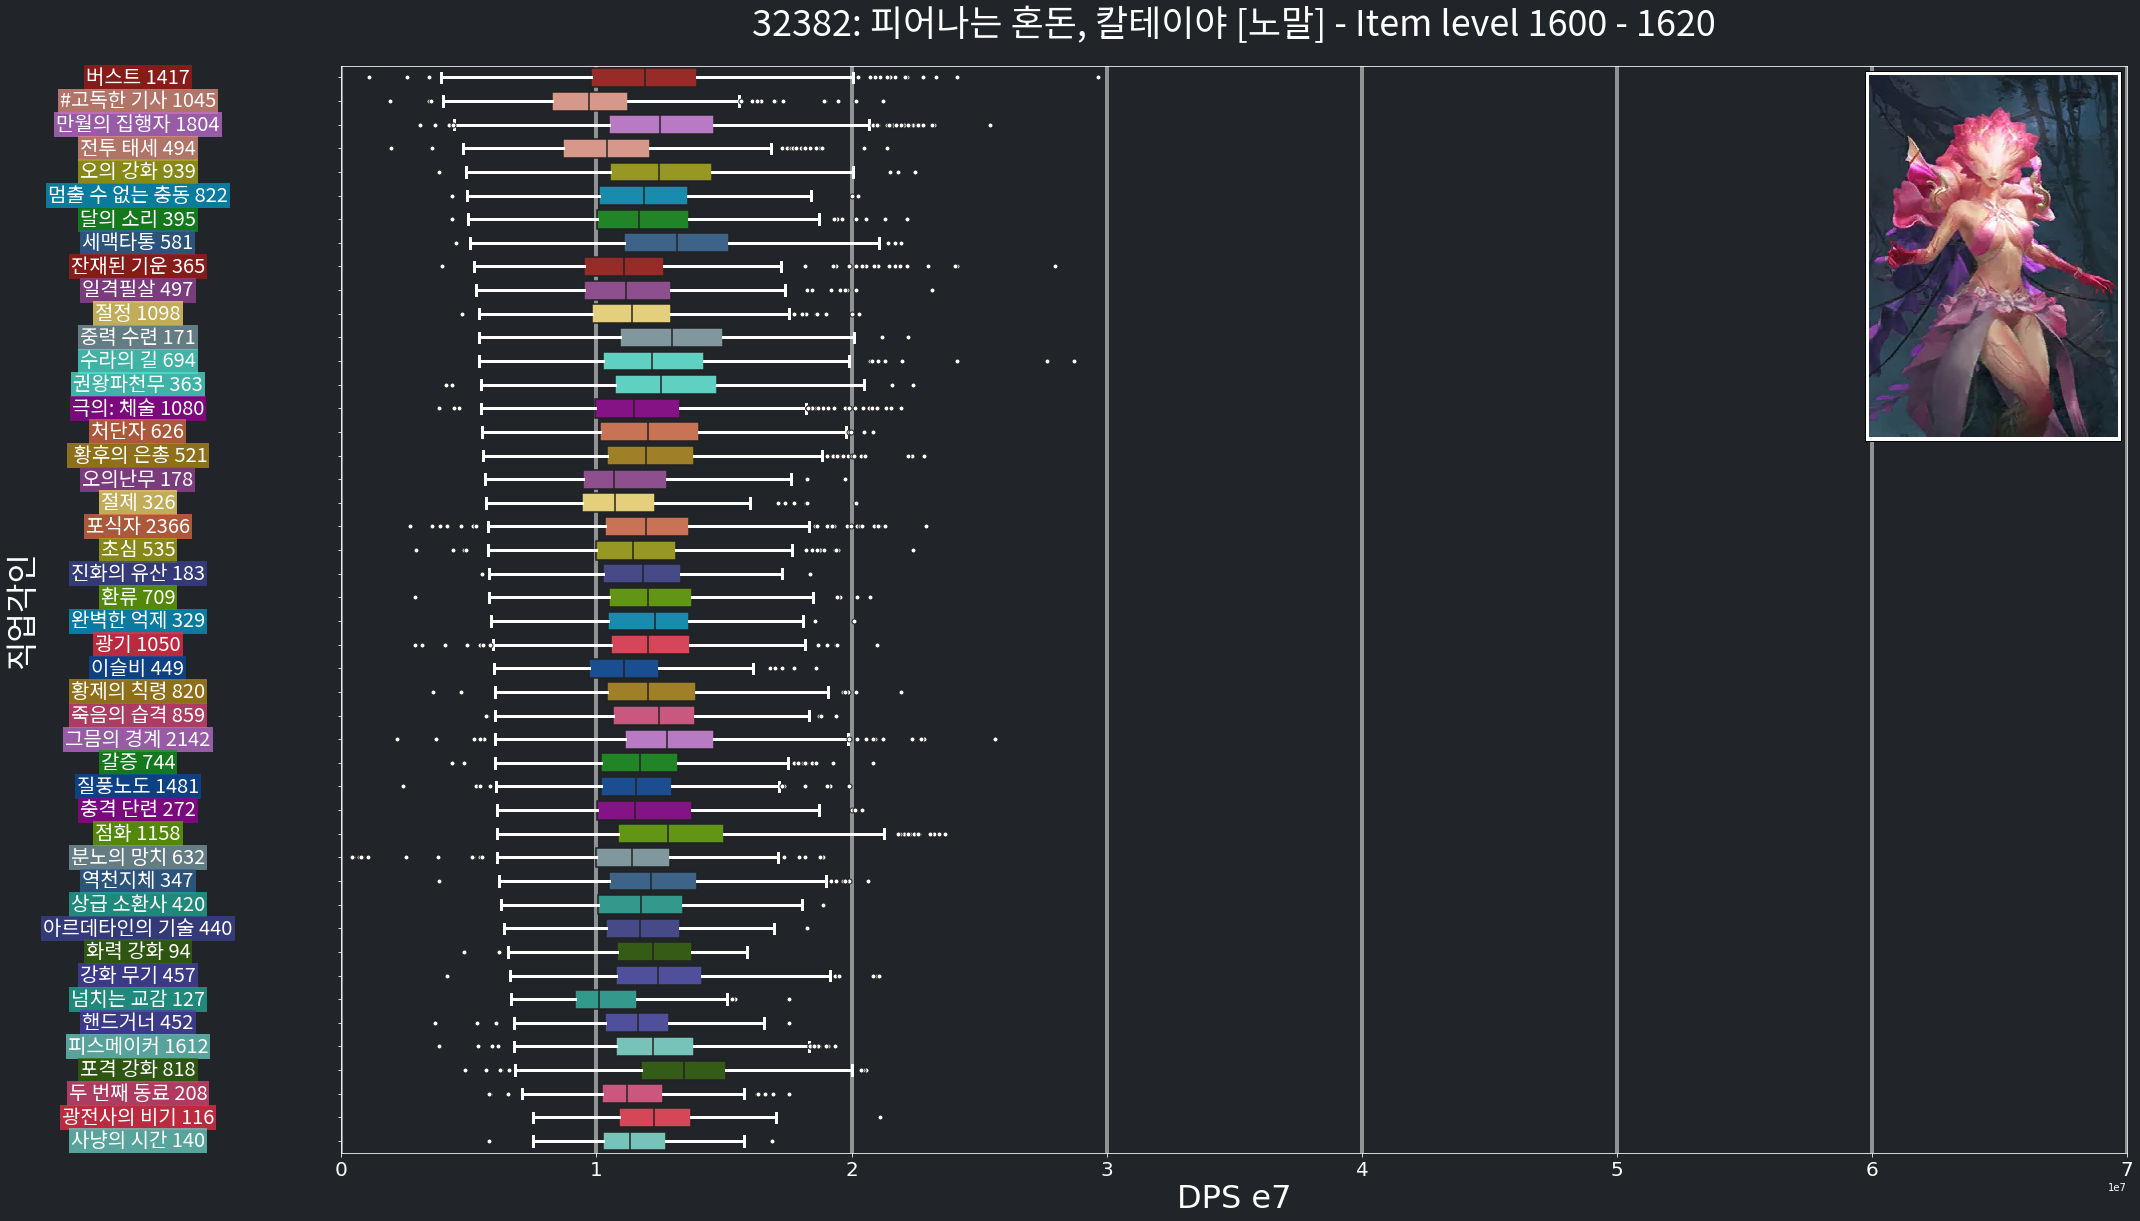 32382: 피어나는 혼돈, 칼테이야 [노말] - Item level 1600 - 1620
직업각인
버스트 1417
#고독한 기사 1045
만월의 집행자 1804
전투 태세 494
오의 강화 939
멈출 수 없는 충동 822
달의 소리 395
세맥타통 581
잔재된 기운 365
일격필살 497
절정 1098
중력 수련 171
수라의 길 694
권왕파천무 363
극의: 체술 1080
처단자 626
황후의 은총 521
오의난무 178
절제 326
포식자 2366
초심 535
진화의 유산 183
환류 709
완벽한 억제 329
광기 1050
이슬비 449
황제의 칙령 820
죽음의 습격 859
그믐의 경계 2142
갈증 744
질풍노도 1481
충격 단련 272
점화 1158
분노의 망치 632
역천지체 347
상급 소환사 420
아르데타인의 기술 440
화력 강화 94
강화 무기 457
넘치는 교감 127
핸드거너 452
피스메이커 1612
포격 강화 818
두 번째 동료 208
광전사의 비기 116
사냥의 시간 140
0 1 2 3 4 5 6 7
1e7
DPS e7